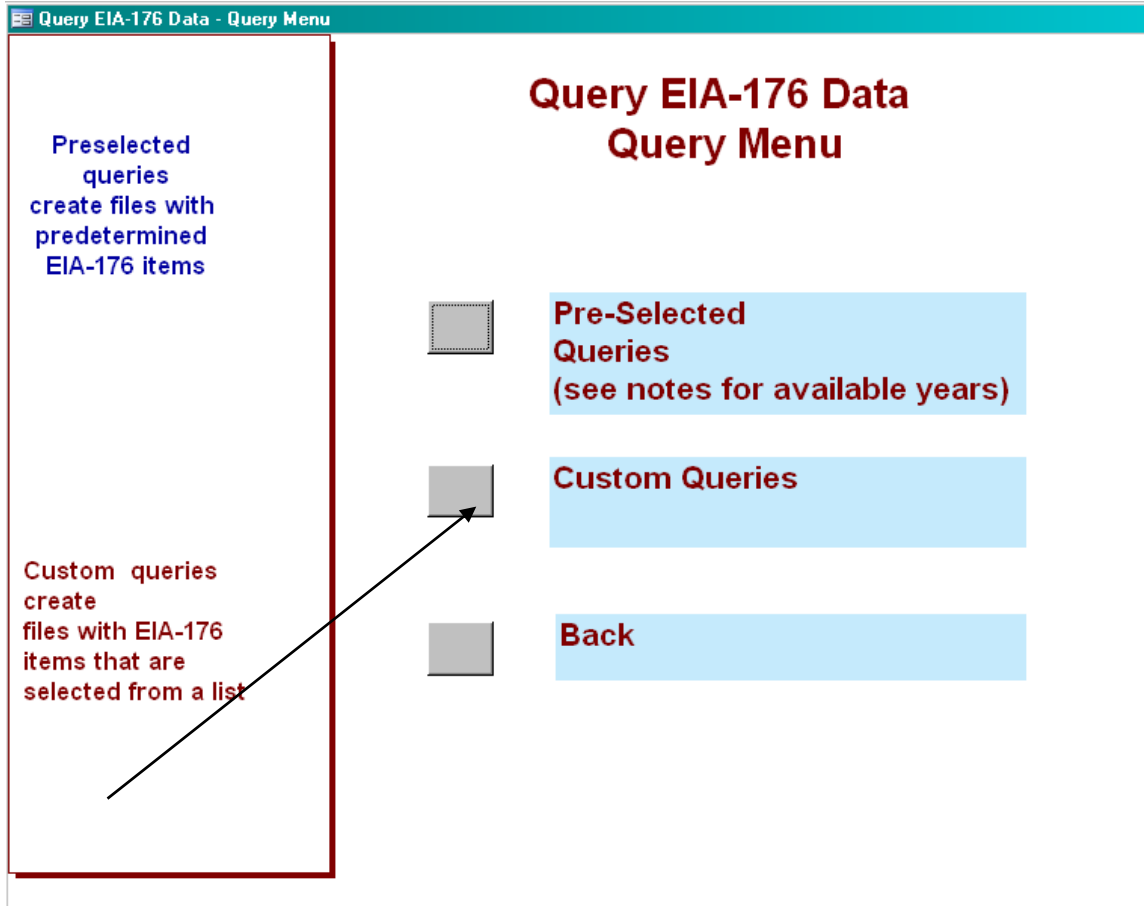 Query EIA-176 Data - Query Menu
Query EIA-176 Data
Query Menu
Preselected
queries
create files with
predetermined
EIA-176 items
Pre-Selected
Queries
(see notes for available years)
Custom Queries
Custom queries
create
files with EIA-176
items that are
selected from a list
Back